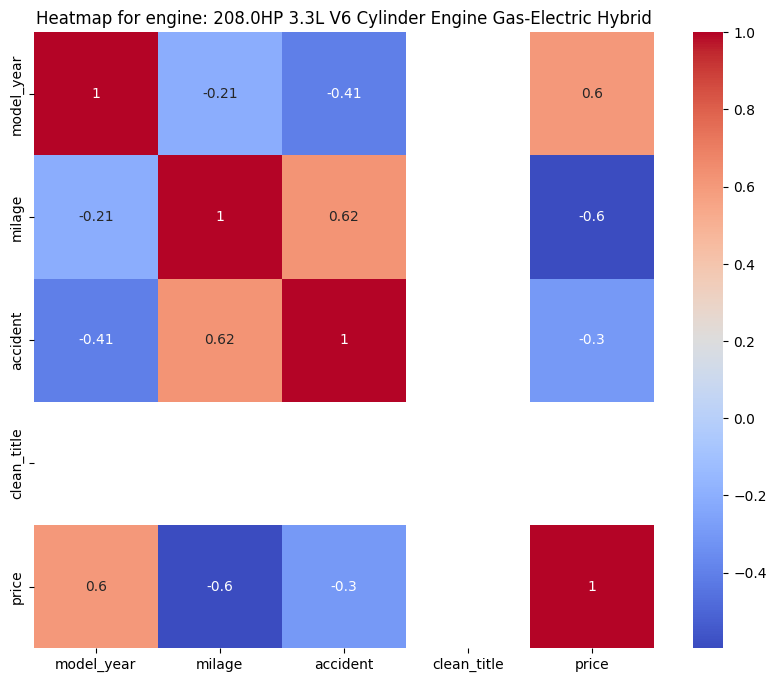 Heatmap for engine: 208.0HP 3.3L V6 Cylinder Engine Gas-Electric Hybrid
model_year 1 -0.21 -0.41 0.6
milage -0.21 1 0.62 -0.6
accident -0.41 0.62 1 -0.3
clean_title
price 0.6 -0.6 -0.3 1
model_year milage accident clean_title price
1.0
0.8
0.6
0.4
0.2
0.0
−0.2
−0.4